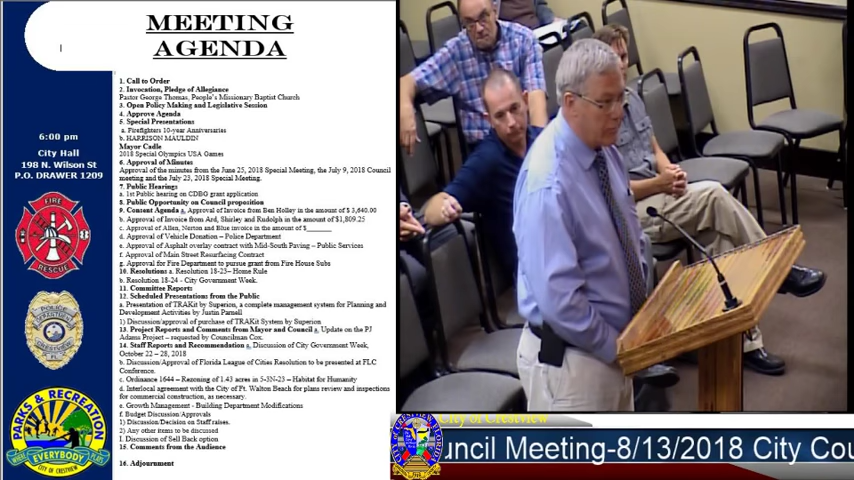 MEETING
AGENDA
6:00 pm
City Hall
198 N. Wilson St
P.O. DRAWER 1209
1. Call to Order
2. Invocation, Pledge of Allegiance
Pastor George Thomas, People's Missionary Baptist Church
3. Open Policy Making and Legislative Session
4. Approve Agenda
5. Special Presentations
a. Firefighters 10-year Anniversaries
b. HARRISON MAULDIN
Mayor Cadle
2018 Special Olympics USA Games
6. Approval of Minutes
Approval of the minutes from the June 25, 2018 Special Meeting, the July 9, 2018 Council
meeting and the July 23, 2018 Special Meeting.
7. Public Hearings
a. 1st Public hearing on CDBG grant application
8. Public Opportunity on Council proposition
9. Consent Agenda a. Approval of Invoice from Ben Holley in the amount of $ 3,640.00
b. Approval of Invoice from Ard, Shirley and Rudolph in the amount of $1,809.25
c. Approval of Allen, Norton and Blue invoice in the amount of $______
d. Approval of Vehicle Donation – Police Department
e. Approval of Asphalt overlay contract with Mid-South Paving – Public Services
f. Approval of Main Street Resurfacing Contract
g. Approval for Fire Department to pursue grant from Fire House Subs
10. Resolutions a. Resolution 18-23– Home Rule
b. Resolution 18-24 - City Government Week.
11. Committee Reports
12. Scheduled Presentations from the Public
a. Presentation of TRAKit by Superion, a complete management system for Planning and
Development Activities by Justin Parnell
1) Discussion/approval of purchase of TRAKit System by Superion
13. Project Reports and Comments from Mayor and Council a. Update on the PJ
Adams Project – requested by Councilman Cox.
14. Staff Reports and Recommendation a. Discussion of City Government Week,
October 22 – 28, 2018
b. Discussion/Approval of Florida League of Cities Resolution to be presented at FLC
Conference.
c. Ordinance 1644 – Rezoning of 1.43 acres in 5-3N-23 – Habitat for Humanity
d. Interlocal agreement with the City of Ft. Walton Beach for plans review and inspections
for commercial construction, as necessary.
e. Growth Management - Building Department Modifications
f. Budget Discussion/Approvals
1) Discussion/Decision on Staff raises.
2) Any other items to be discussed
I. Discussion of Sell Back option
15. Comments from the Audience
16. Adjournment
FIRE
RESCUE
POLICE
CRESTVIEW
PARKS & RECREATION
WHERE EVERYBODY PLAYS
CITY OF CRESTVIEW
City of Crestview
uncil Meeting-8/13/2018 City Cou